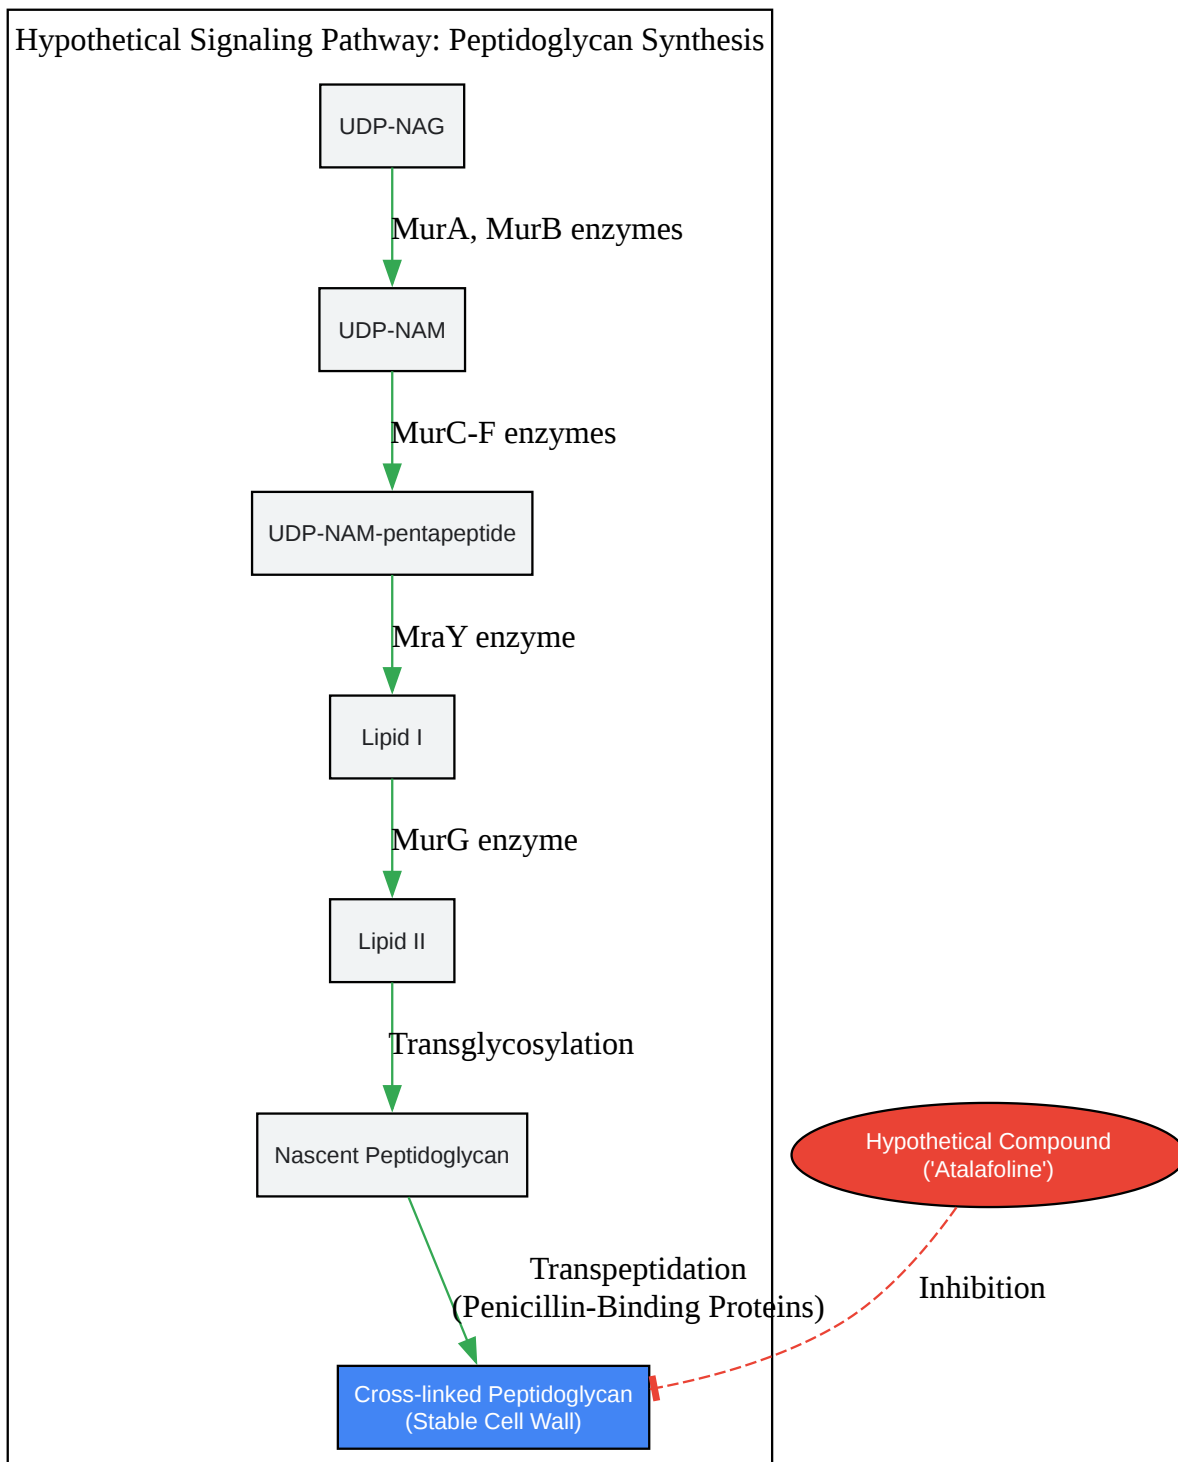 Hypothetical Signaling Pathway: Peptidoglycan Synthesis
UDP-NAG
MurA, MurB enzymes
UDP-NAM
MurC-F enzymes
UDP-NAM-pentapeptide
MraY enzyme
Lipid I
MurG enzyme
Lipid II
Transglycosylation
Nascent Peptidoglycan
Hypothetical Compound
('Atalafoline')
Transpeptidation
(Penicillin-Binding Proteins)
Inhibition
Cross-linked Peptidoglycan
(Stable Cell Wall)